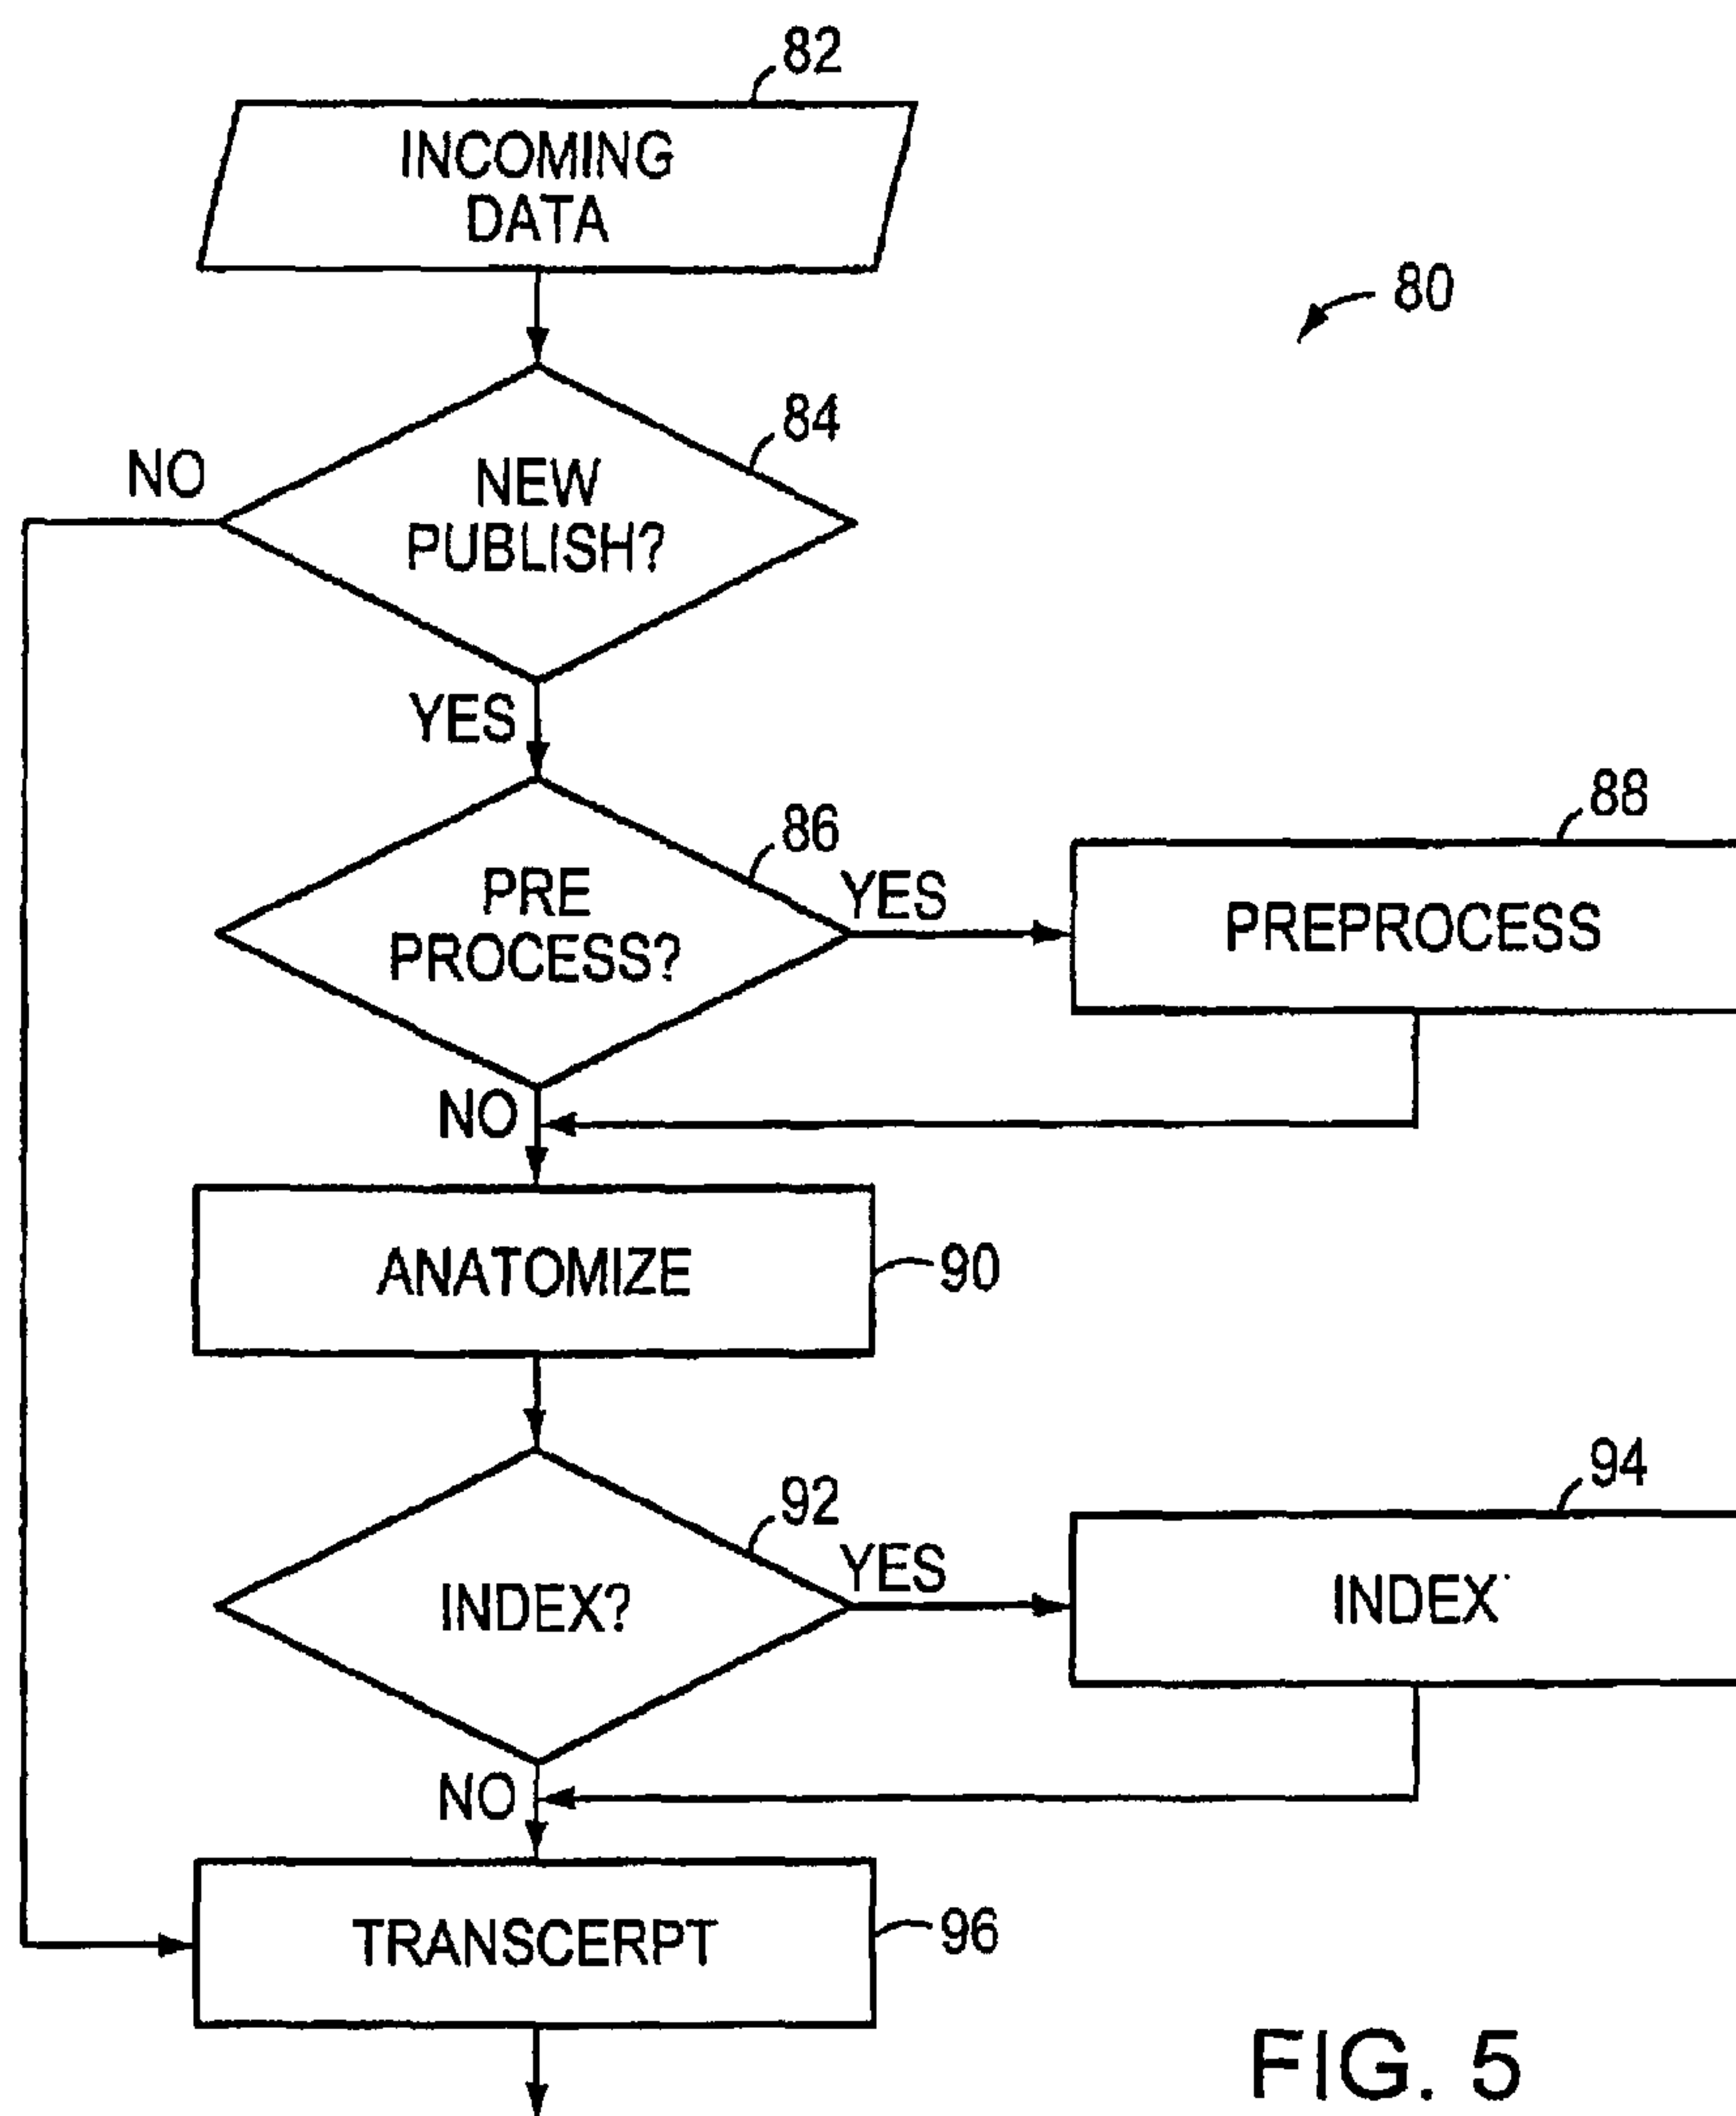 82
INCOMING
DATA
80
84
NO
NEW
PUBLISH?
YES
86
88
PRE
PROCESS?
YES
PREPROCESS
NO
ANATOMIZE
90
92
94
YES
INDEX?
INDEX
NO
TRANSCERPT
96
FIG. 5